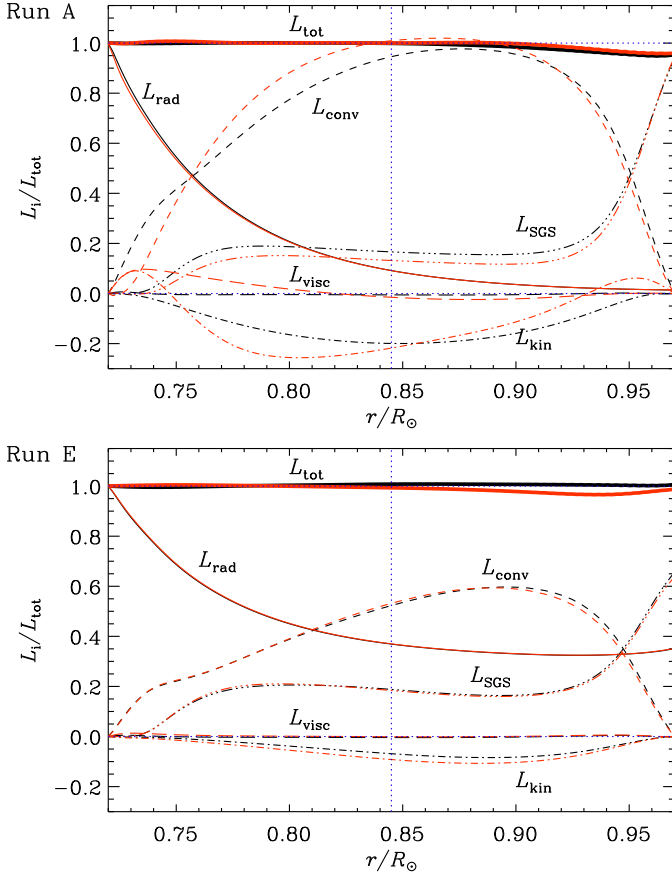 Run A
L_tot
L_rad
L_conv
L_SGS
L_visc
L_kin
1.0
0.8
0.6
0.4
0.2
0.0
−0.2
L_i/L_tot
0.75 0.80 0.85 0.90 0.95
r/R_⊙
Run E
L_tot
L_rad
L_conv
L_SGS
L_visc
L_kin
1.0
0.8
0.6
0.4
0.2
0.0
−0.2
L_i/L_tot
0.75 0.80 0.85 0.90 0.95
r/R_⊙